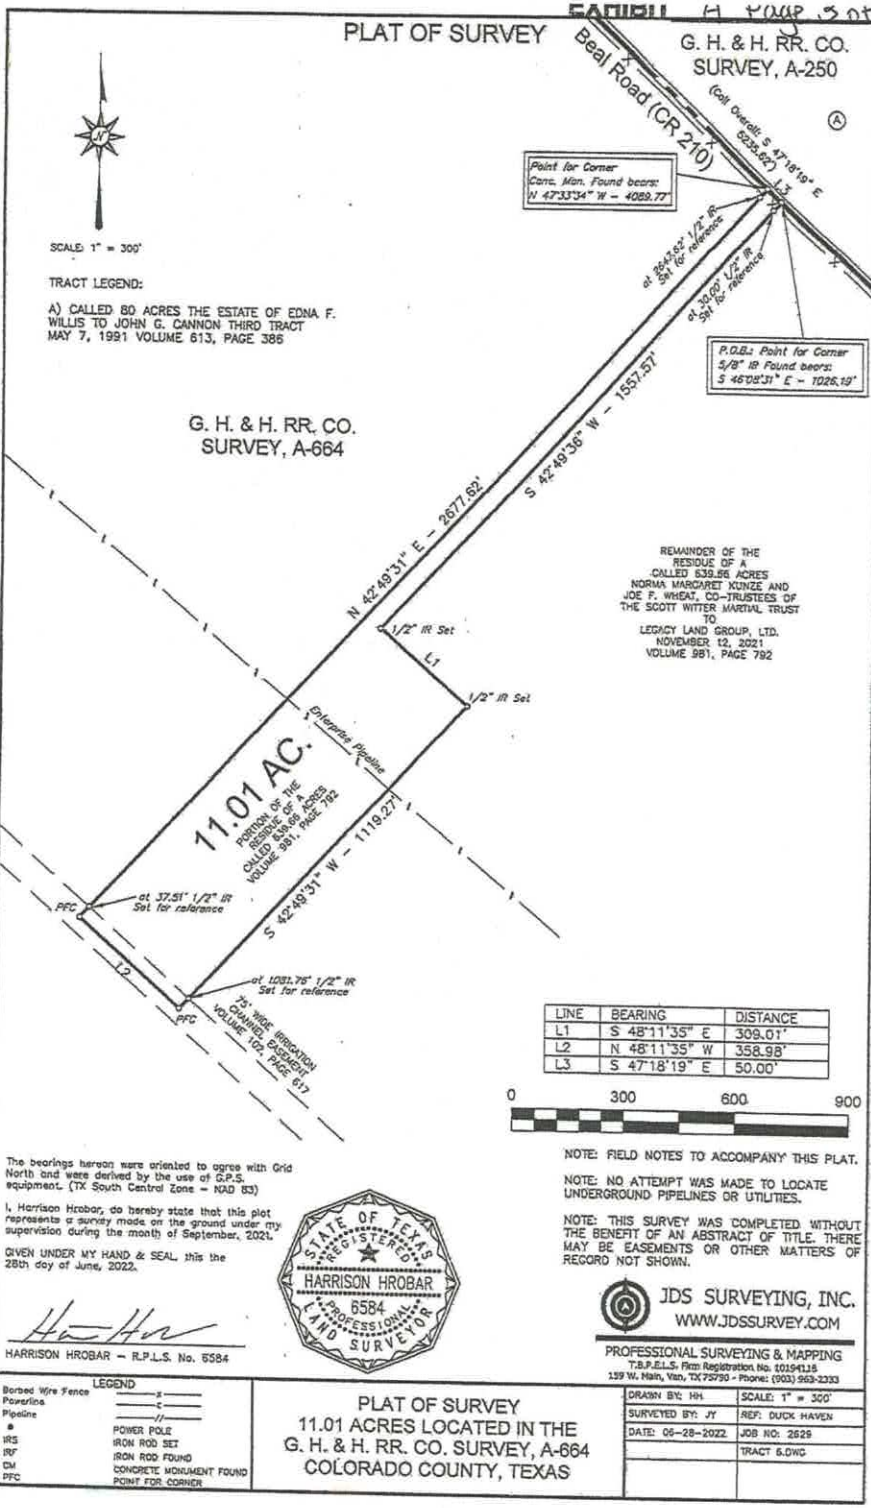 EXHIBIT A Page 3 of
PLAT OF SURVEY
G. H. & H. RR. CO.
SURVEY, A-250
Beal Road (CR 210)
(Call Overall: S 47°18'19" E
6235.62')
A
L3
Point for Corner
Conc. Mon. Found bears:
N 47°33'34" W - 4089.77'
N
SCALE: 1" = 300'
at 2647.62' 1/2" IR
Set for reference
at 30.00' 1/2" IR
Set for reference
TRACT LEGEND:
A) CALLED 80 ACRES THE ESTATE OF EDNA F.
WILLIS TO JOHN G. CANNON THIRD TRACT
MAY 7, 1991 VOLUME 613, PAGE 386
P.O.B.: Point for Corner
5/8" IR Found bears:
S 46°08'31" E - 1026.19'
G. H. & H. RR. CO.
SURVEY, A-664
N 42°49'31" E - 2677.62'
S 42°49'36" W - 1557.57'
REMAINDER OF THE
RESIDUE OF A
CALLED 639.66 ACRES
NORMA MARGARET KUNZE AND
JOE F. WHEAT, CO-TRUSTEES OF
THE SCOTT WITTER MARTIAL TRUST
TO
LEGACY LAND GROUP, LTD.
NOVEMBER 12, 2021
VOLUME 981, PAGE 792
1/2" IR Set
L1
1/2" IR Set
Enterprise Pipeline
11.01 AC.
PORTION OF THE
RESIDUE OF A
CALLED 639.66 ACRES
VOLUME 981, PAGE 792
S 42°49'31" W - 1119.27'
PFC
at 37.51' 1/2" IR
Set for reference
L2
at 1081.76' 1/2" IR
Set for reference
PFC
75' WIDE IRRIGATION
CHANNEL EASEMENT
VOLUME 102, PAGE 617
LINE BEARING DISTANCE
L1 S 48°11'35" E 309.01'
L2 N 48°11'35" W 358.98'
L3 S 47°18'19" E 50.00'
0 300 600 900
The bearings hereon were oriented to agree with Grid
North and were derived by the use of G.P.S.
equipment. (TX South Central Zone - NAD 83)
I, Harrison Hrobar, do hereby state that this plat
represents a survey made on the ground under my
supervision during the month of September, 2021.
GIVEN UNDER MY HAND & SEAL, this the
28th day of June, 2022.
HARRISON HROBAR - R.P.L.S. No. 6584
STATE OF TEXAS
REGISTERED
HARRISON HROBAR
6584
PROFESSIONAL
LAND SURVEYOR
NOTE: FIELD NOTES TO ACCOMPANY THIS PLAT.
NOTE: NO ATTEMPT WAS MADE TO LOCATE
UNDERGROUND PIPELINES OR UTILITIES.
NOTE: THIS SURVEY WAS COMPLETED WITHOUT
THE BENEFIT OF AN ABSTRACT OF TITLE. THERE
MAY BE EASEMENTS OR OTHER MATTERS OF
RECORD NOT SHOWN.
JDS SURVEYING, INC.
WWW.JDSSURVEY.COM
PROFESSIONAL SURVEYING & MAPPING
T.B.P.E.L.S. Firm Registration No. 10194118
159 W. Main, Van, TX 75790 - Phone: (903) 963-2333
LEGEND
Barbed Wire Fence
Powerline
Pipeline
POWER POLE
IRS IRON ROD SET
IRF IRON ROD FOUND
CM CONCRETE MONUMENT FOUND
PFC POINT FOR CORNER
PLAT OF SURVEY
11.01 ACRES LOCATED IN THE
G. H. & H. RR. CO. SURVEY, A-664
COLORADO COUNTY, TEXAS
DRAWN BY: HH SCALE: 1" = 300'
SURVEYED BY: JY REF: DUCK HAVEN
DATE: 06-28-2022 JOB NO: 2629
TRACT 6.DWG